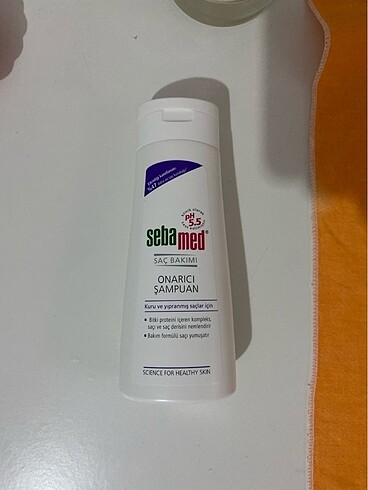 %47
pH
5.5
sebamed®
SAÇ BAKIMI
ONARICI
ŞAMPUAN
Kuru ve yıpranmış saçlar için
• Bitki proteini içeren kompleks,
saçı ve saç derisini nemlendirir
• Bakım formülü saçı yumuşatır
SCIENCE FOR HEALTHY SKIN